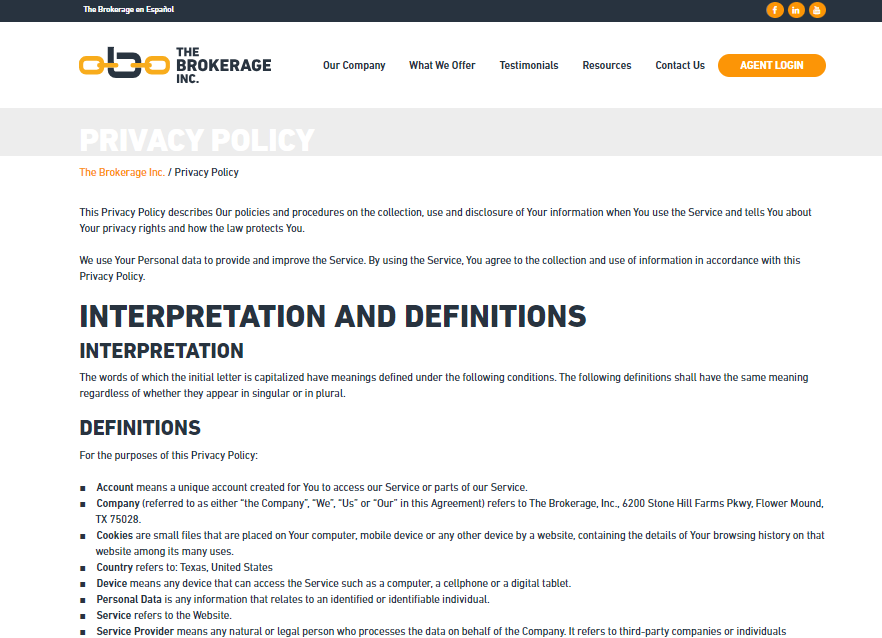 The Brokerage en Español
THE
BROKERAGE
INC.
Our Company What We Offer Testimonials Resources Contact Us AGENT LOGIN
PRIVACY POLICY
The Brokerage Inc. / Privacy Policy
This Privacy Policy describes Our policies and procedures on the collection, use and disclosure of Your information when You use the Service and tells You about
Your privacy rights and how the law protects You.
We use Your Personal data to provide and improve the Service. By using the Service, You agree to the collection and use of information in accordance with this
Privacy Policy.
INTERPRETATION AND DEFINITIONS
INTERPRETATION
The words of which the initial letter is capitalized have meanings defined under the following conditions. The following definitions shall have the same meaning
regardless of whether they appear in singular or in plural.
DEFINITIONS
For the purposes of this Privacy Policy:
■ Account means a unique account created for You to access our Service or parts of our Service.
■ Company (referred to as either “the Company”, “We”, “Us” or “Our” in this Agreement) refers to The Brokerage, Inc., 6200 Stone Hill Farms Pkwy, Flower Mound,
TX 75028.
■ Cookies are small files that are placed on Your computer, mobile device or any other device by a website, containing the details of Your browsing history on that
website among its many uses.
■ Country refers to: Texas, United States
■ Device means any device that can access the Service such as a computer, a cellphone or a digital tablet.
■ Personal Data is any information that relates to an identified or identifiable individual.
■ Service refers to the Website.
■ Service Provider means any natural or legal person who processes the data on behalf of the Company. It refers to third-party companies or individuals